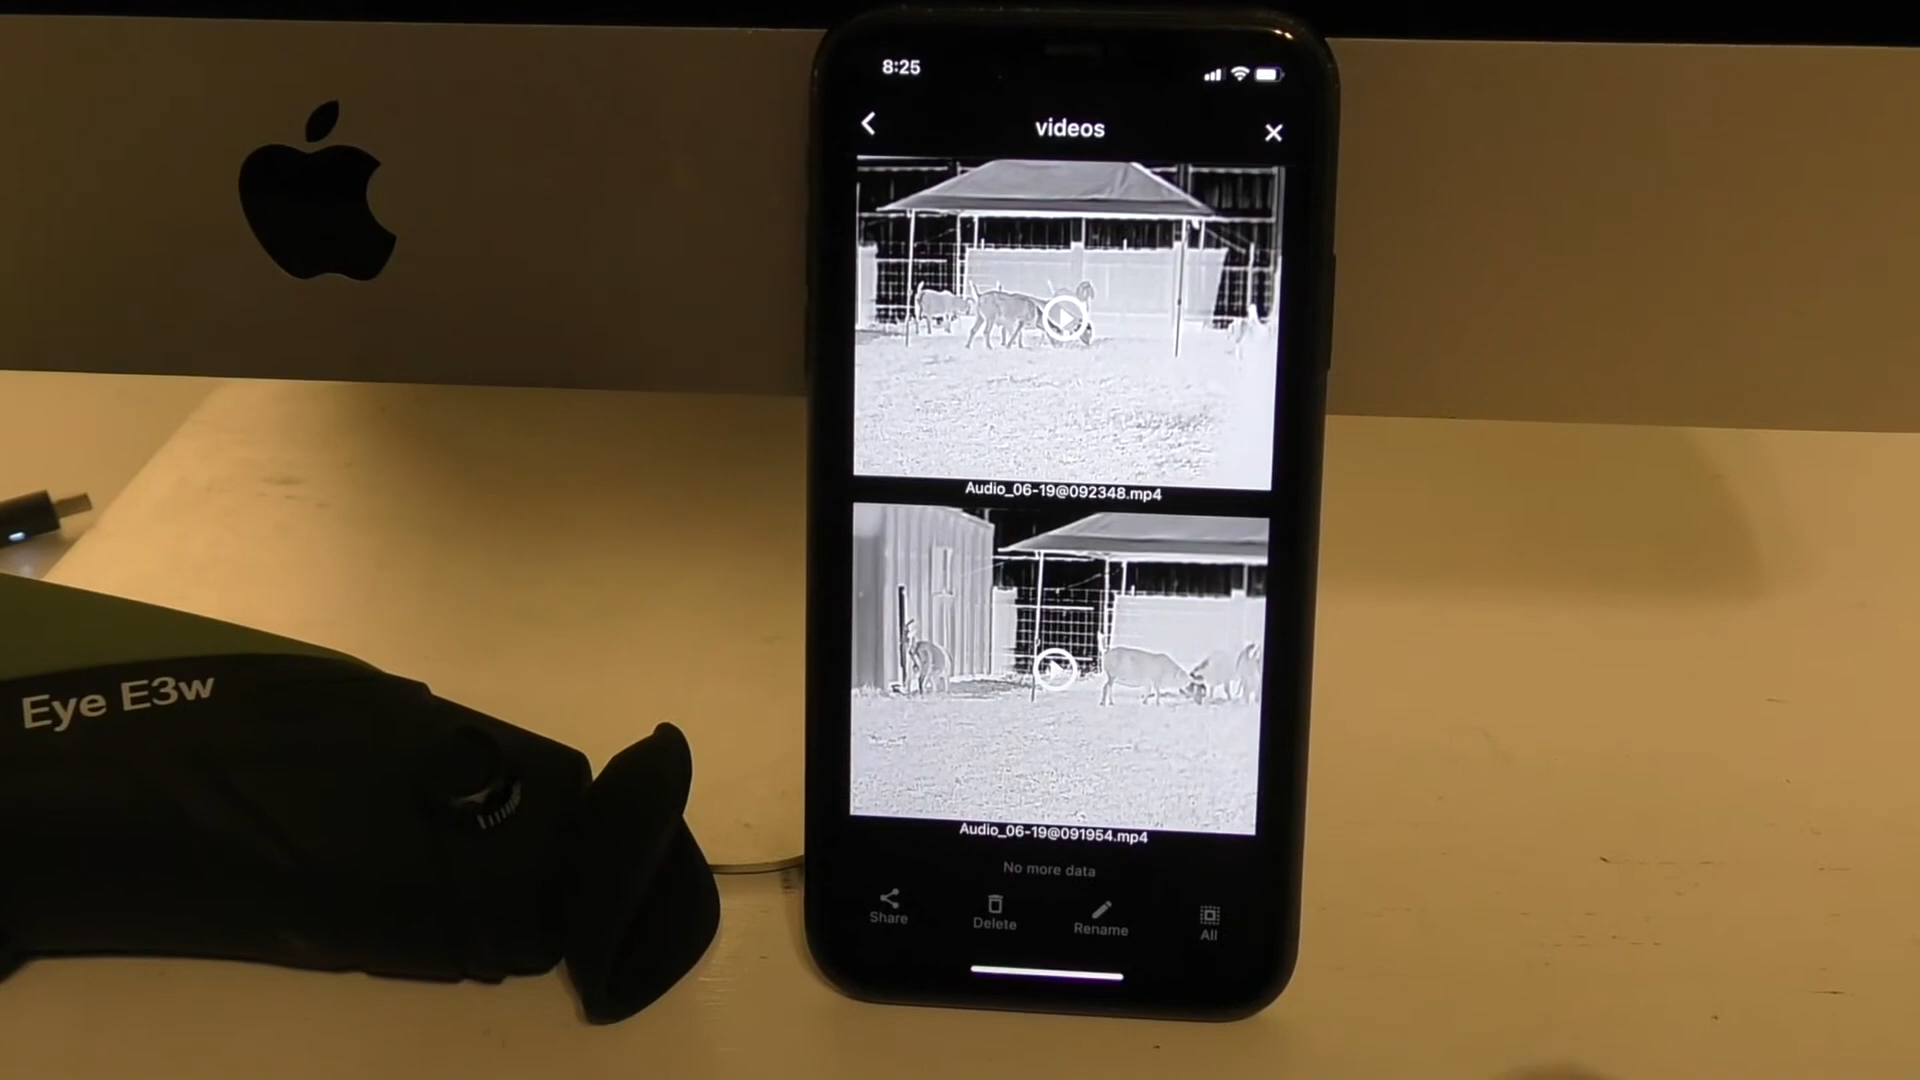 8:25
videos
Audio_06-19@092348.mp4
Audio_06-19@091954.mp4
No more data
Share
Delete
Rename
All
Eye E3w